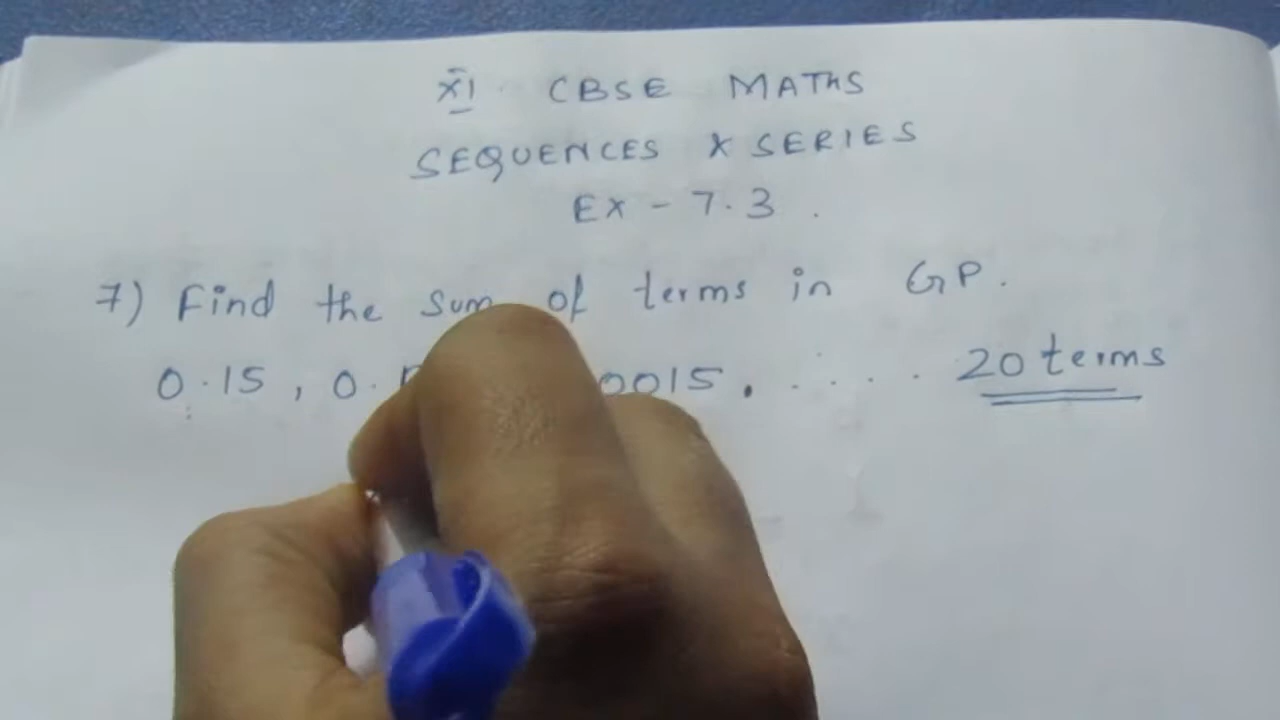 XI CBSE MATHS
SEQUENCES & SERIES
EX - 7.3.
7) Find the sum of terms in GP.
0.15, 0. 0015, .... 20 terms